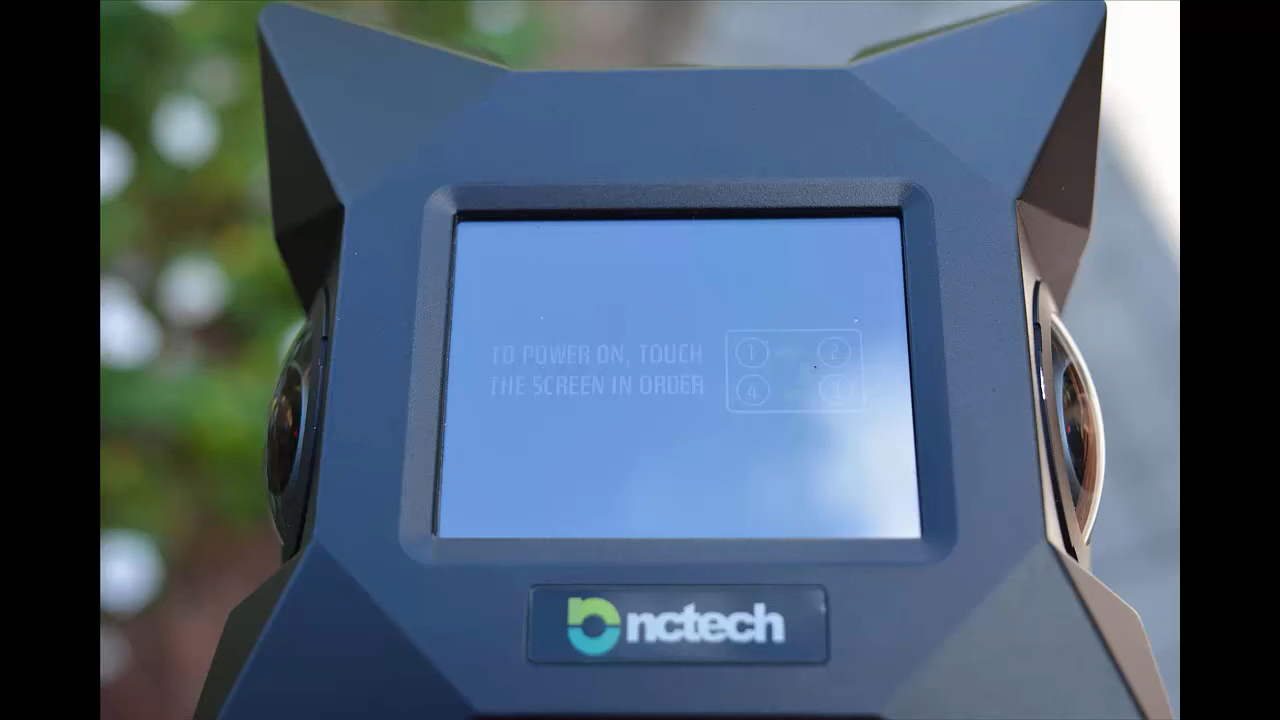 TO POWER ON, TOUCH
THE SCREEN IN ORDER
1 2
4 3
nctech